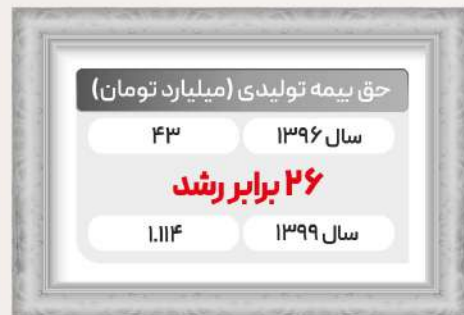 حق بیمه تولیدی (میلیارد تومان)
سال ۱۳۹۶ ۴۳
۲۶ برابر رشد
سال ۱۳۹۹ ۱.۱۱۴